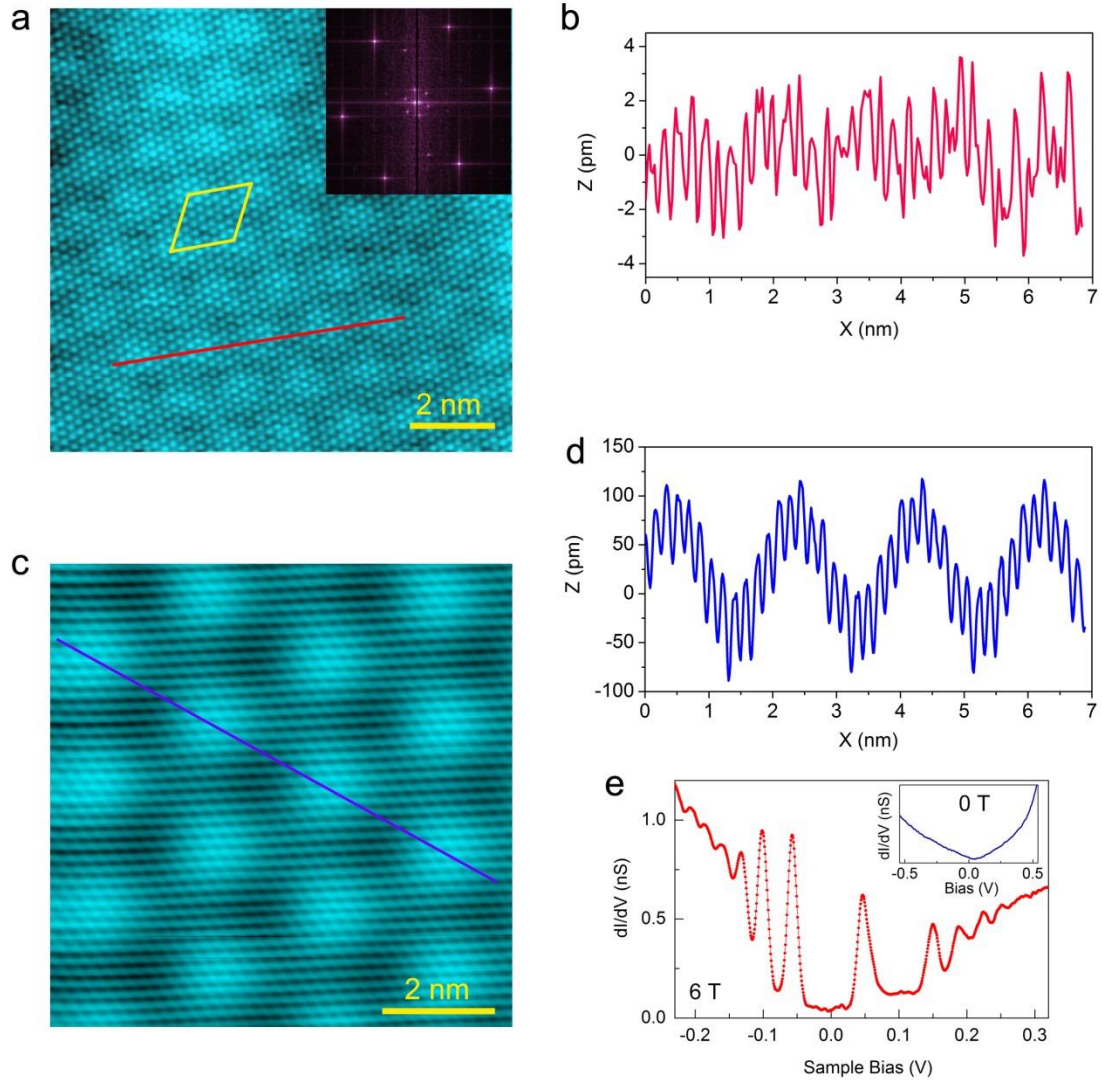 a
2 nm
b
4
2
0
-2
-4
Z (pm)
0 1 2 3 4 5 6 7
X (nm)
c
2 nm
d
150
100
50
0
-50
-100
Z (pm)
0 1 2 3 4 5 6 7
X (nm)
e
1.0
0.5
0.0
dI/dV (nS)
6 T
-0.2 -0.1 0.0 0.1 0.2 0.3
Sample Bias (V)
0 T
dI/dV (nS)
-0.5 0.0 0.5
Bias (V)